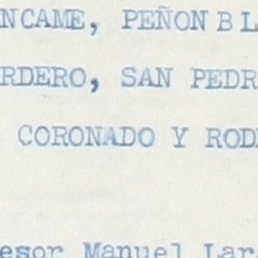 NCAME, PEÑON BL
RDERO, SAN PEDR
CORONADO Y ROD
esor Manuel Lar